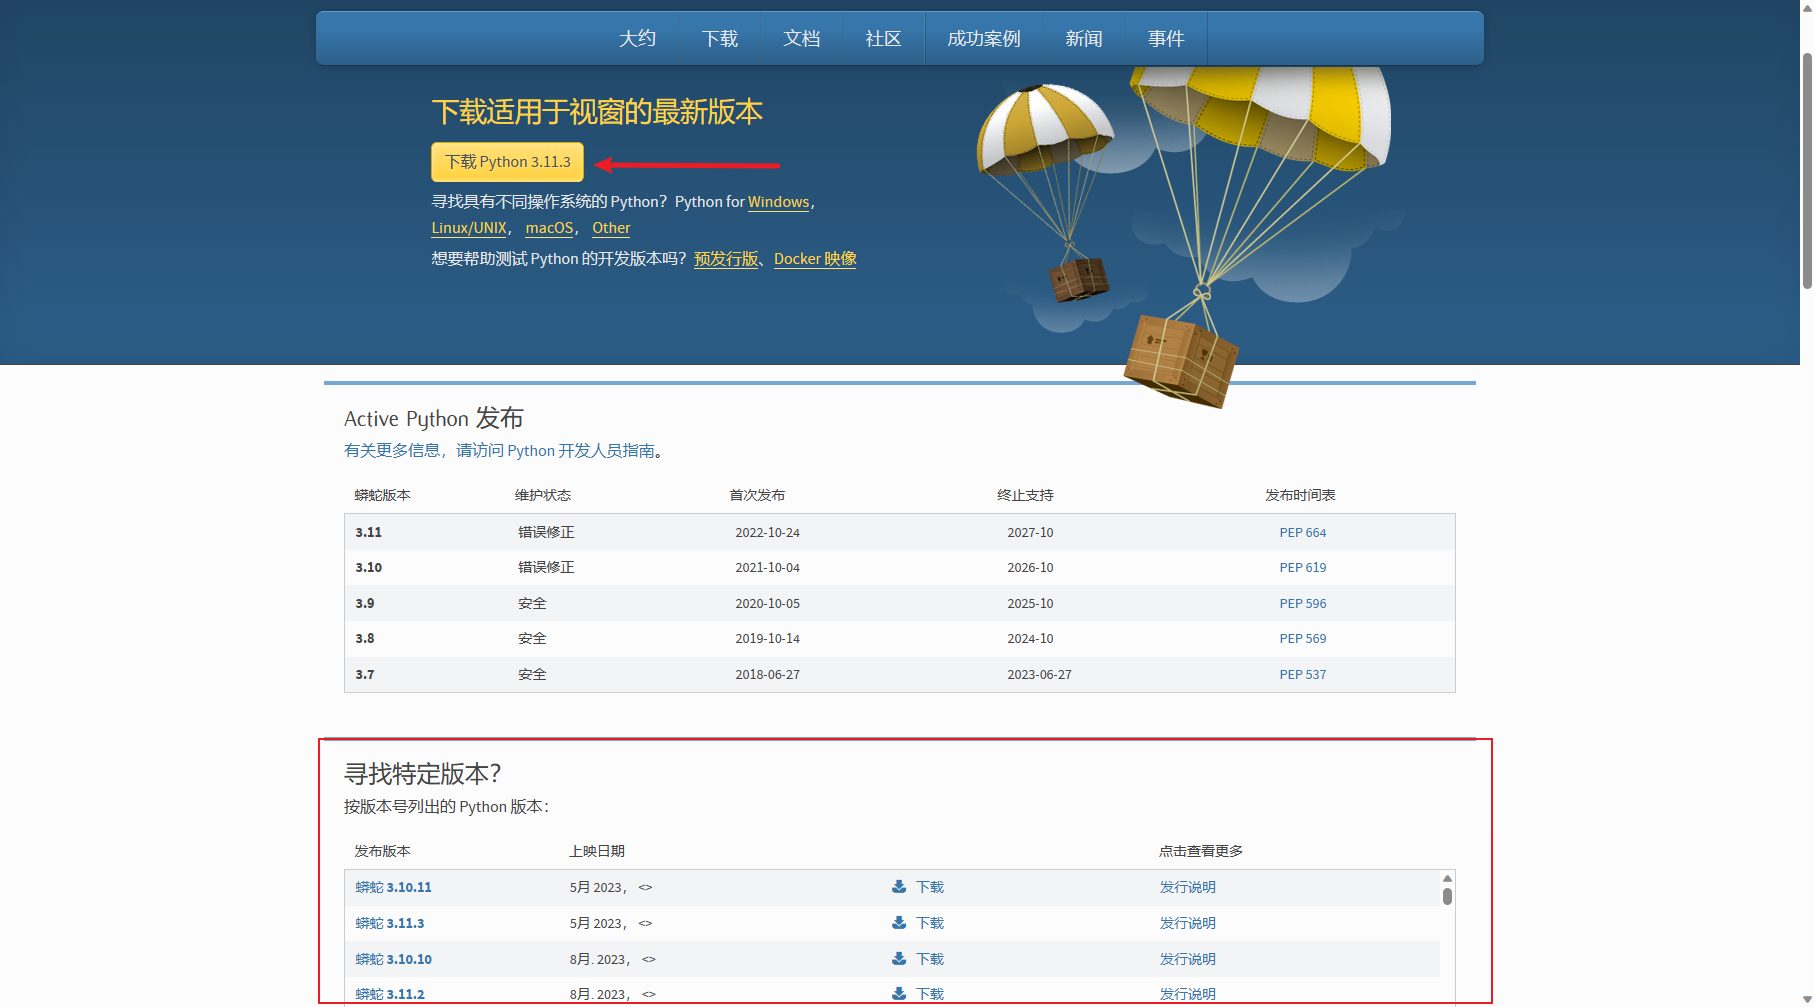 大约 下载 文档 社区 成功案例 新闻 事件
下载适用于视窗的最新版本
下载 Python 3.11.3
寻找具有不同操作系统的 Python？Python for Windows，
Linux/UNIX， macOS， Other
想要帮助测试 Python 的开发版本吗？预发行版、Docker 映像
Active Python 发布
有关更多信息，请访问 Python 开发人员指南。
蟒蛇版本 维护状态 首次发布 终止支持 发布时间表
3.11 错误修正 2022-10-24 2027-10 PEP 664
3.10 错误修正 2021-10-04 2026-10 PEP 619
3.9 安全 2020-10-05 2025-10 PEP 596
3.8 安全 2019-10-14 2024-10 PEP 569
3.7 安全 2018-06-27 2023-06-27 PEP 537
寻找特定版本？
按版本号列出的 Python 版本：
发布版本 上映日期 点击查看更多
蟒蛇 3.10.11 5月 2023， <> 下载 发行说明
蟒蛇 3.11.3 5月 2023， <> 下载 发行说明
蟒蛇 3.10.10 8月. 2023， <> 下载 发行说明
蟒蛇 3.11.2 8月. 2023， <> 下载 发行说明